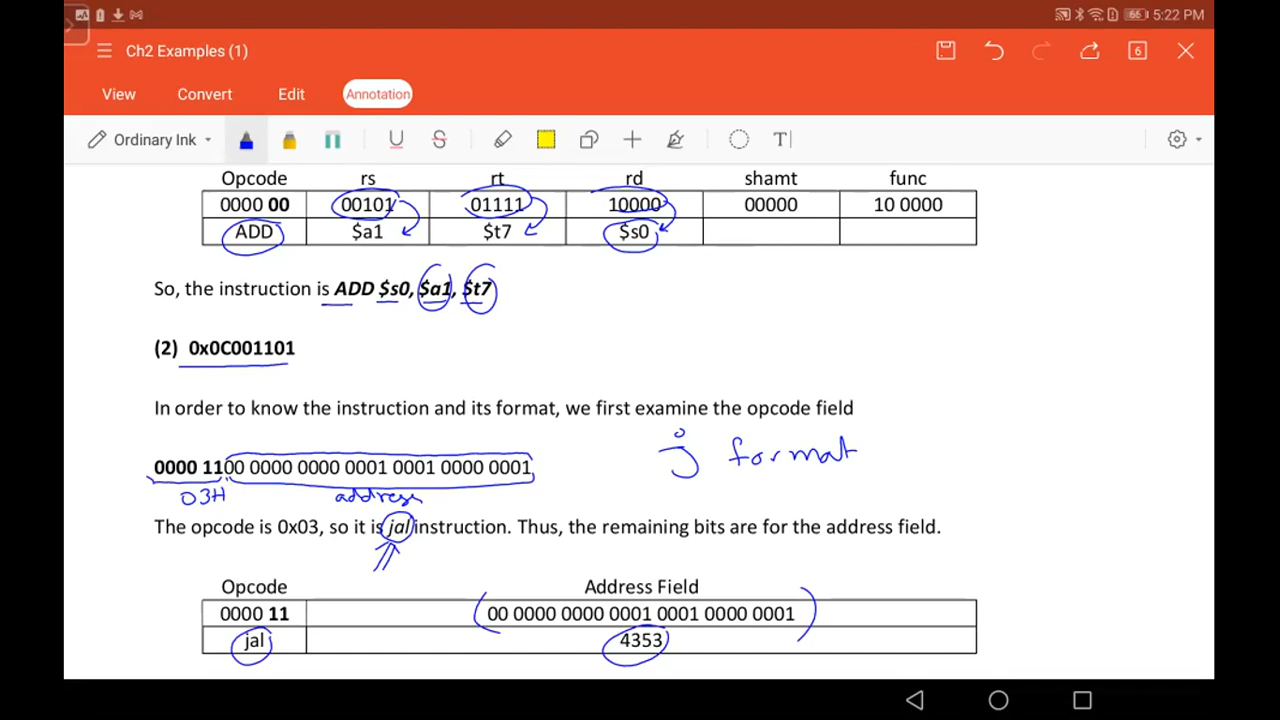 65 5:22 PM
Ch2 Examples (1) 6
View Convert Edit Annotation
Ordinary Ink T
Opcode rs rt rd shamt func
0000 00 00101 01111 10000 00000 10 0000
ADD $a1 $t7 $s0
So, the instruction is ADD $s0, $a1, $t7
(2) 0x0C001101
In order to know the instruction and its format, we first examine the opcode field
j format
0000 1100 0000 0000 0001 0001 0000 0001
03H address
The opcode is 0x03, so it is jal instruction. Thus, the remaining bits are for the address field.
Opcode Address Field
0000 11 00 0000 0000 0001 0001 0000 0001
jal 4353